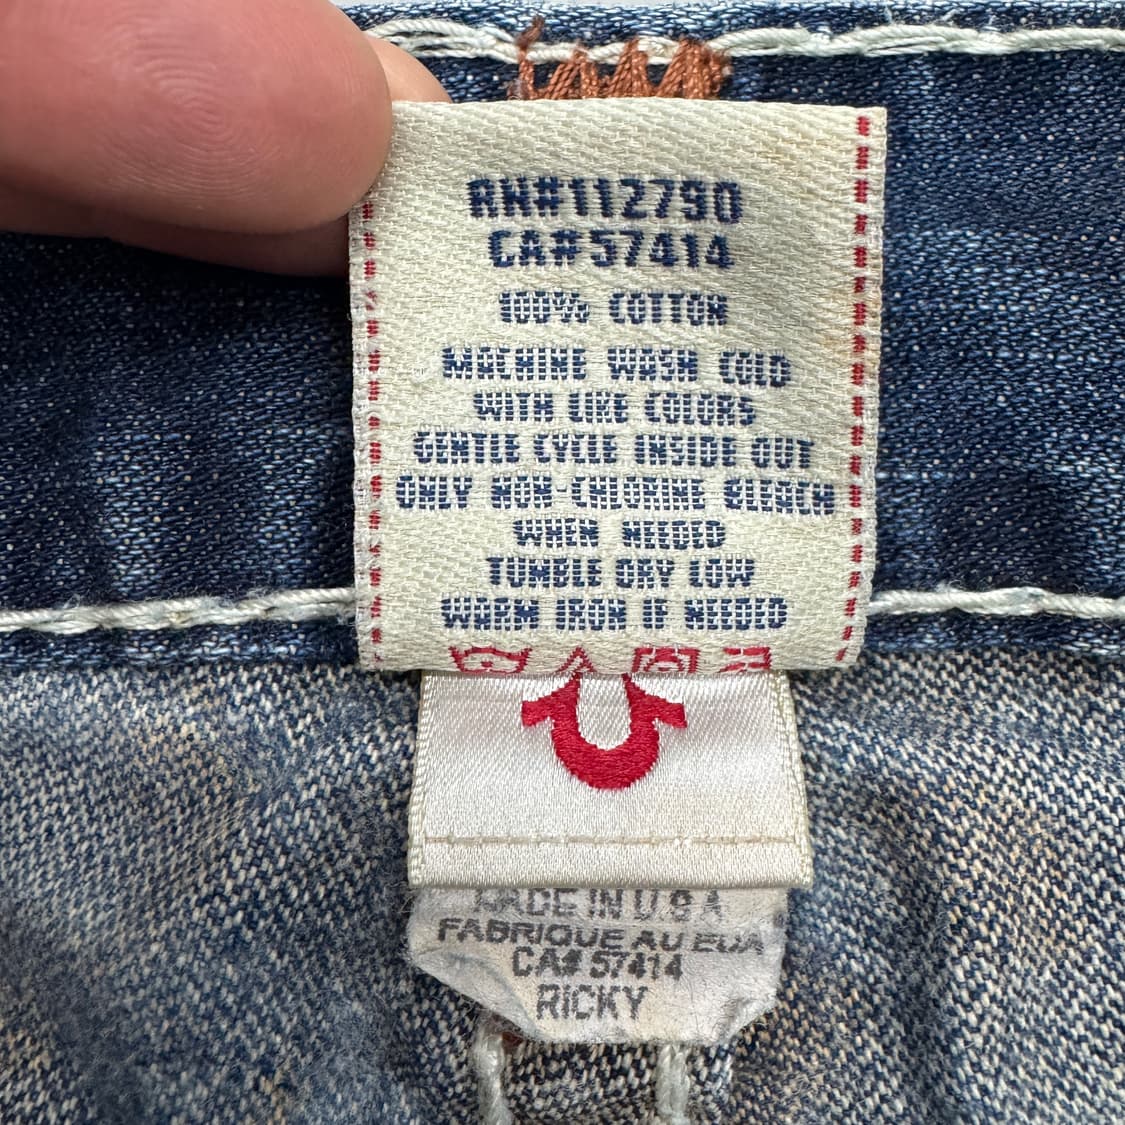 RN#112790
CA#57414
100% COTTON
MACHINE WASH COLD
WITH LIKE COLORS
GENTLE CYCLE INSIDE OUT
ONLY NON-CHLORINE BLEACH
WHEN NEEDED
TUMBLE DRY LOW
WARM IRON IF NEEDED
MADE IN U.S.A
FABRIQUE AU EUA
CA# 57414
RICKY